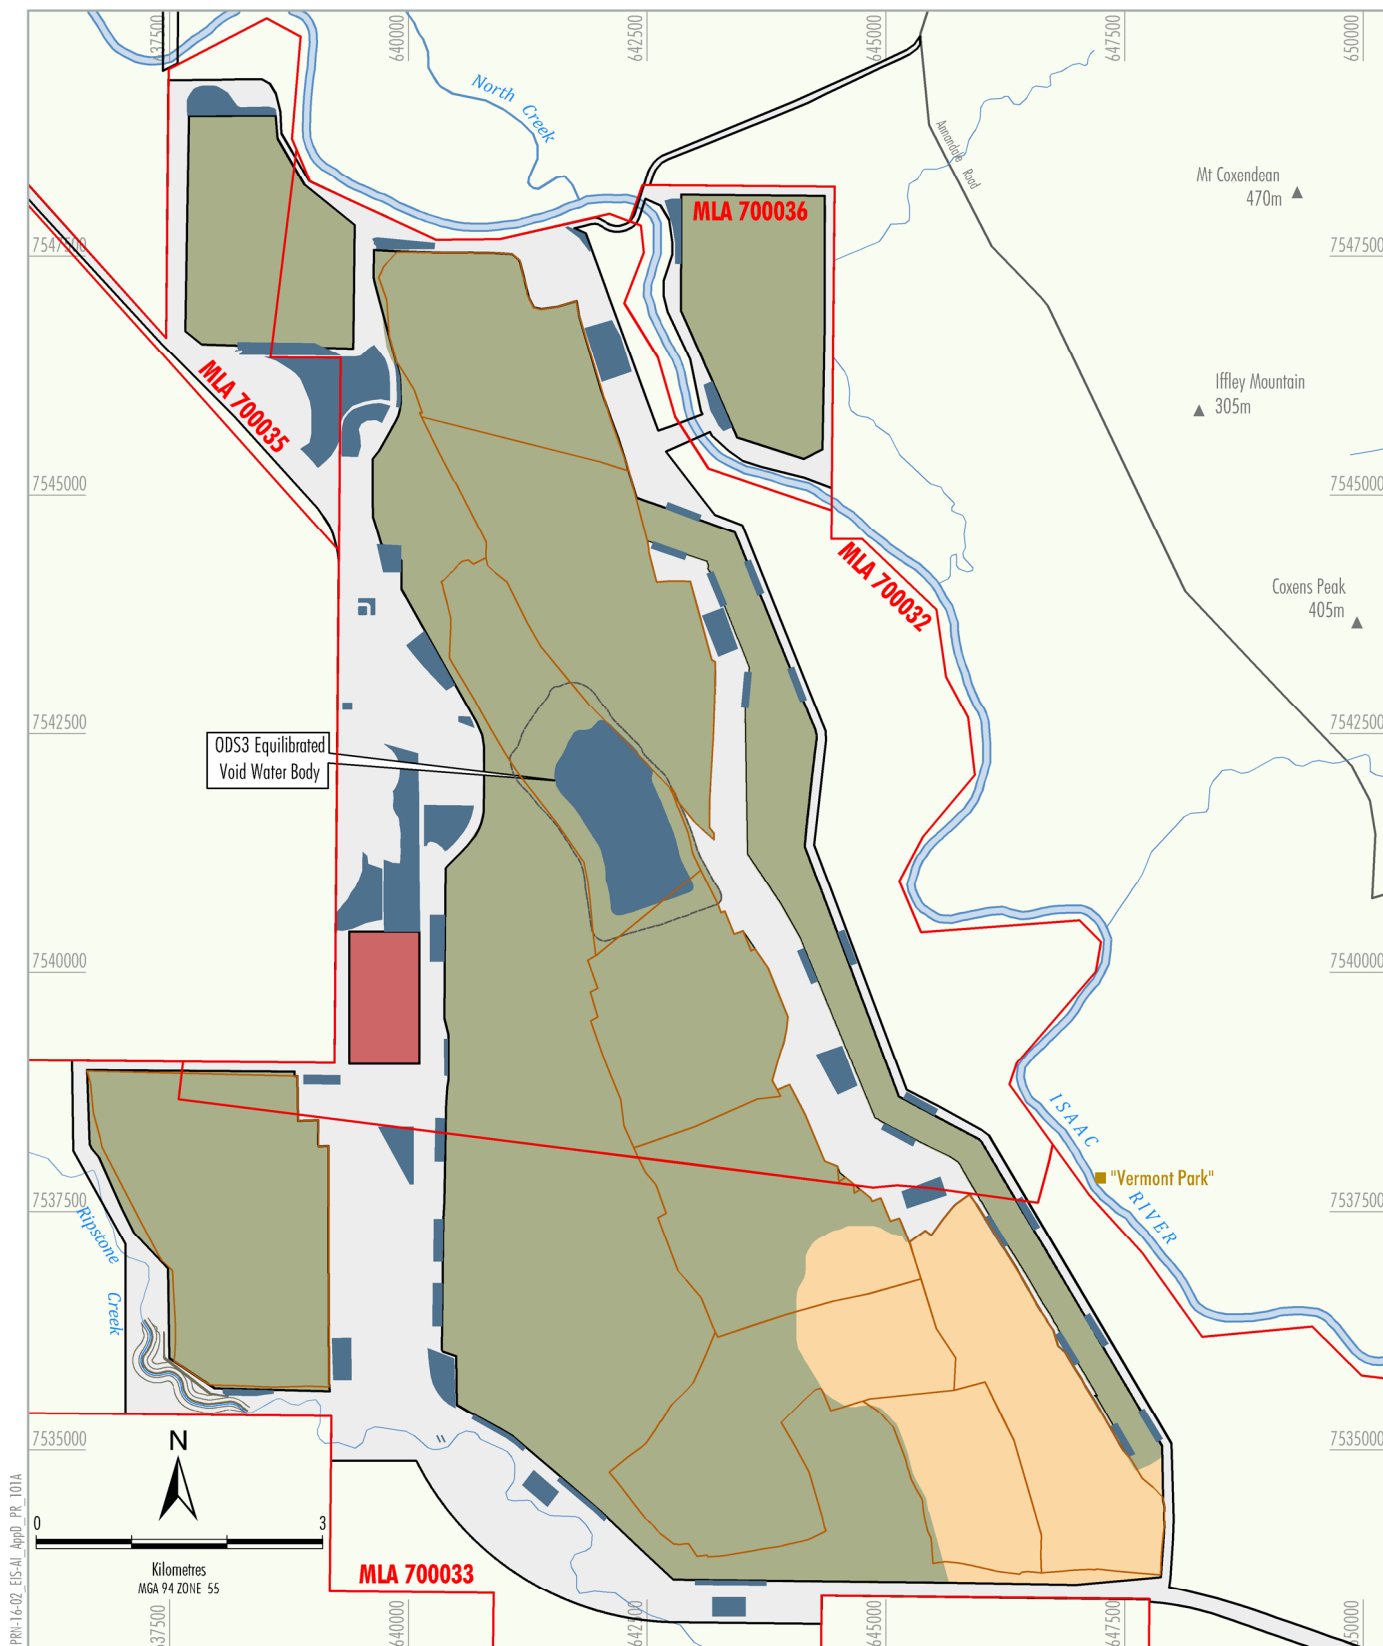 637500
640000
642500
645000
647500
650000
North Creek
Annandale Road
Mt Coxendean
470m
MLA 700036
7547500
7547500
MLA 700035
Iffley Mountain
305m
7545000
7545000
MLA 700032
Coxens Peak
405m
7542500
7542500
ODS3 Equilibrated
Void Water Body
7540000
7540000
ISAAC RIVER
"Vermont Park"
7537500
7537500
Ripstone Creek
7535000
7535000
N
0 3
Kilometres
MGA 94 ZONE 55
MLA 700033
PRN-16-02_EIS-AI_AppD_PR_101A
637500
640000
642500
645000
647500
650000